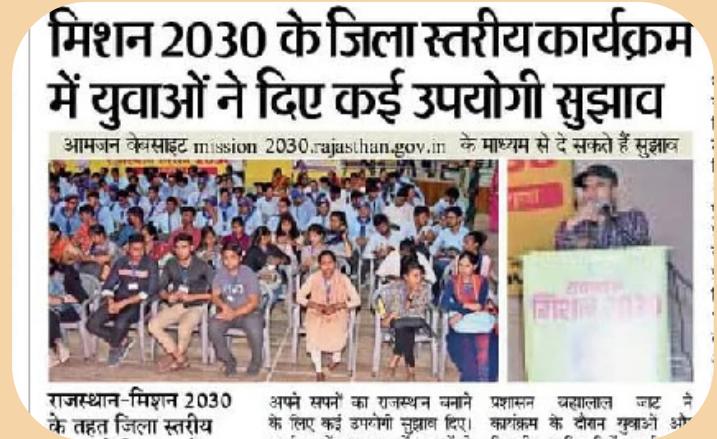 मिशन 2030 के जिला स्तरीय कार्यक्रम
में युवाओं ने दिए कई उपयोगी सुझाव
आमजन वेबसाइट mission 2030.rajasthan.gov.in के माध्यम से दे सकते हैं सुझाव
मिशन 2030
राजस्थान-मिशन 2030
के तहत जिला स्तरीय
अपने सपनों का राजस्थान बनाने
के लिए कई उपयोगी सुझाव दिए।
प्रशासन जाट ने
कार्यक्रम के दौरान युवाओं और